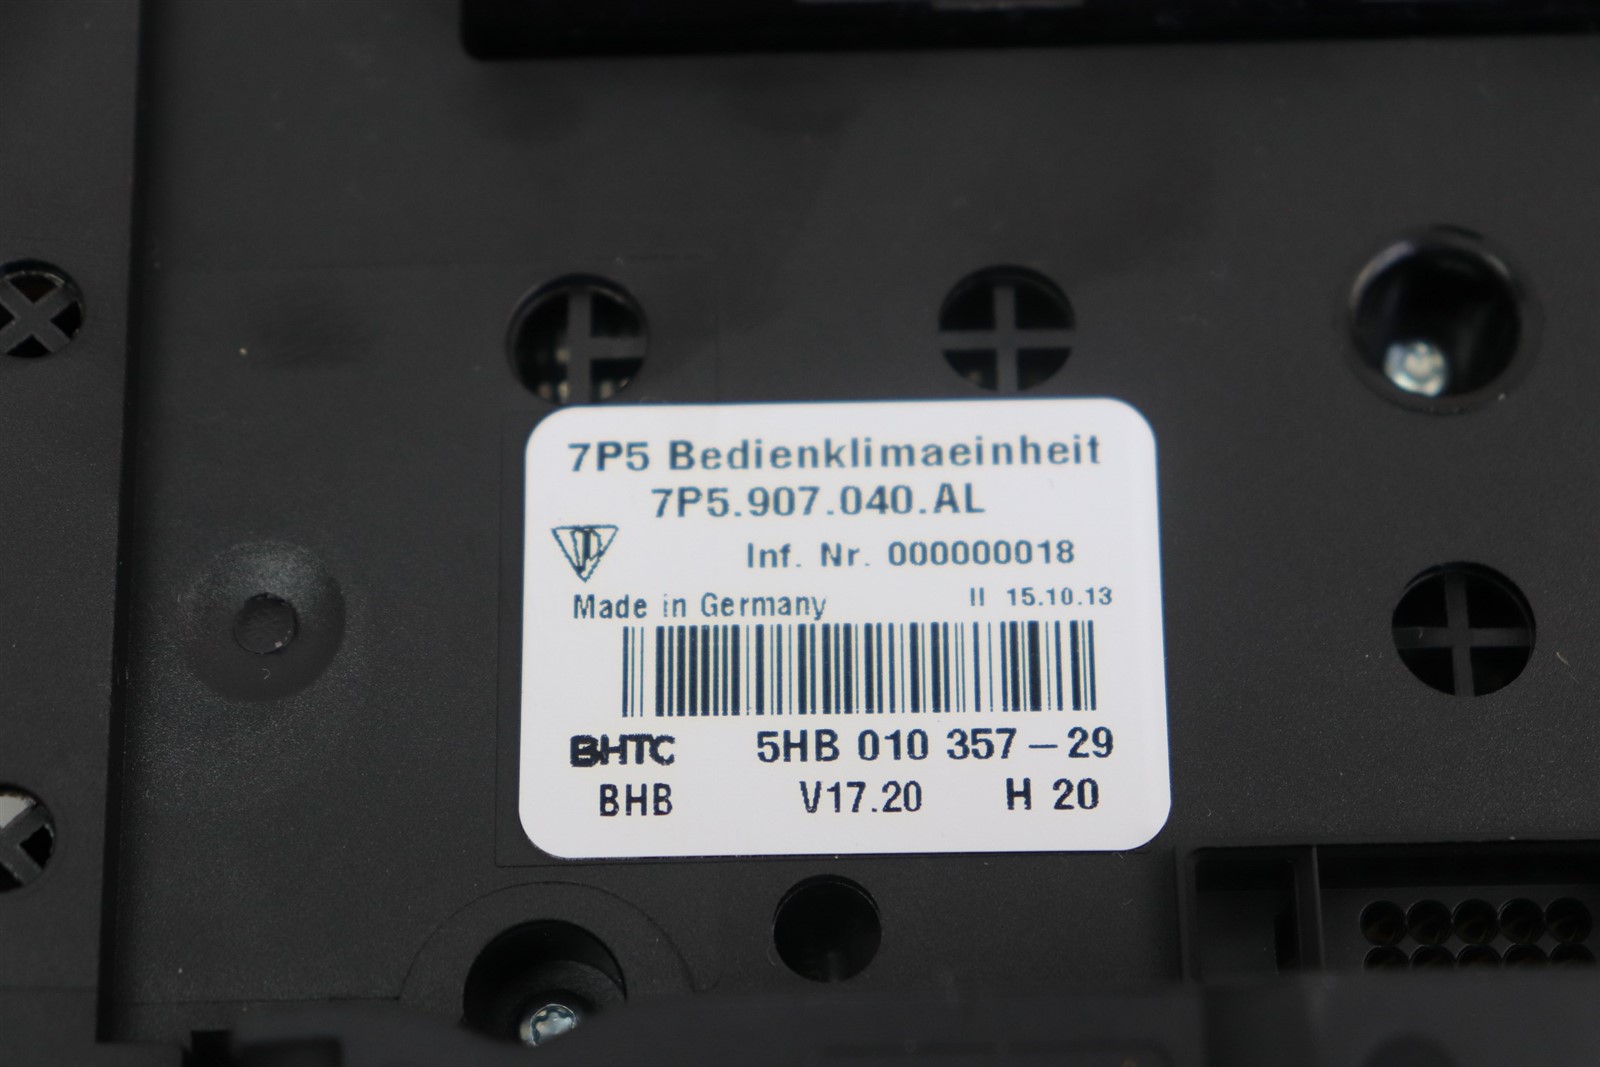 7P5 Bedienklimaeinheit
7P5.907.040.AL
Inf. Nr. 000000018
Made in Germany II 15.10.13
BHTC 5HB 010 357-29
BHB V17.20 H 20